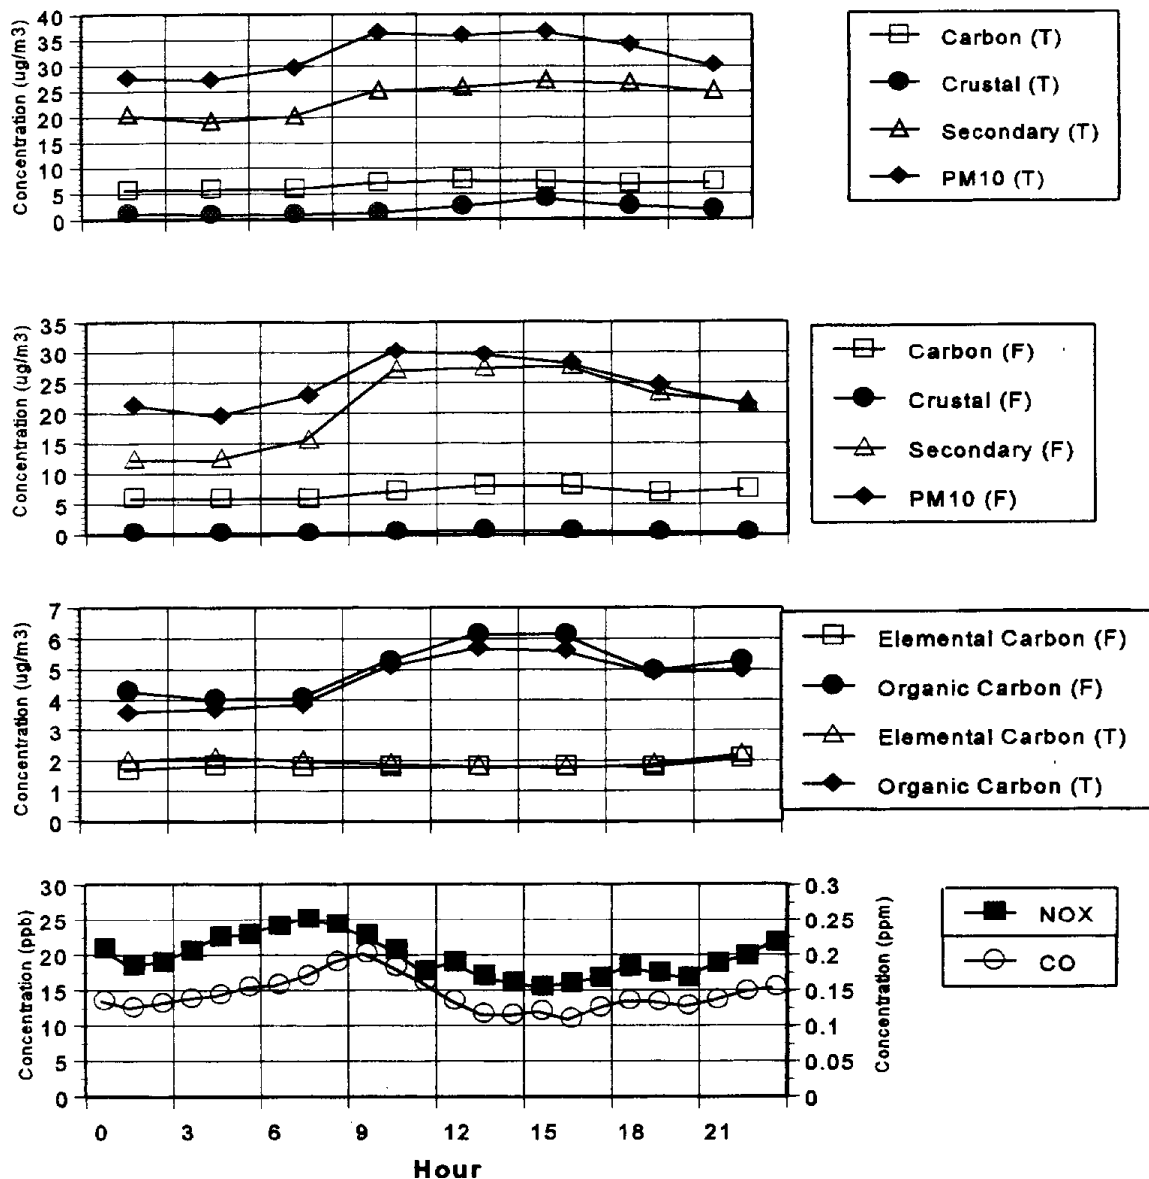 Concentration (ug/m3)
40
35
30
25
20
15
10
5
0
Carbon (T)
Crustal (T)
Secondary (T)
PM10 (T)
Concentration (ug/m3)
35
30
25
20
15
10
5
0
Carbon (F)
Crustal (F)
Secondary (F)
PM10 (F)
Concentration (ug/m3)
7
6
5
4
3
2
1
0
Elemental Carbon (F)
Organic Carbon (F)
Elemental Carbon (T)
Organic Carbon (T)
Concentration (ppb)
30
25
20
15
10
5
0
0.3
0.25
0.2
0.15
0.1
0.05
0
Concentration (ppm)
NOX
CO
0 3 6 9 12 15 18 21
Hour